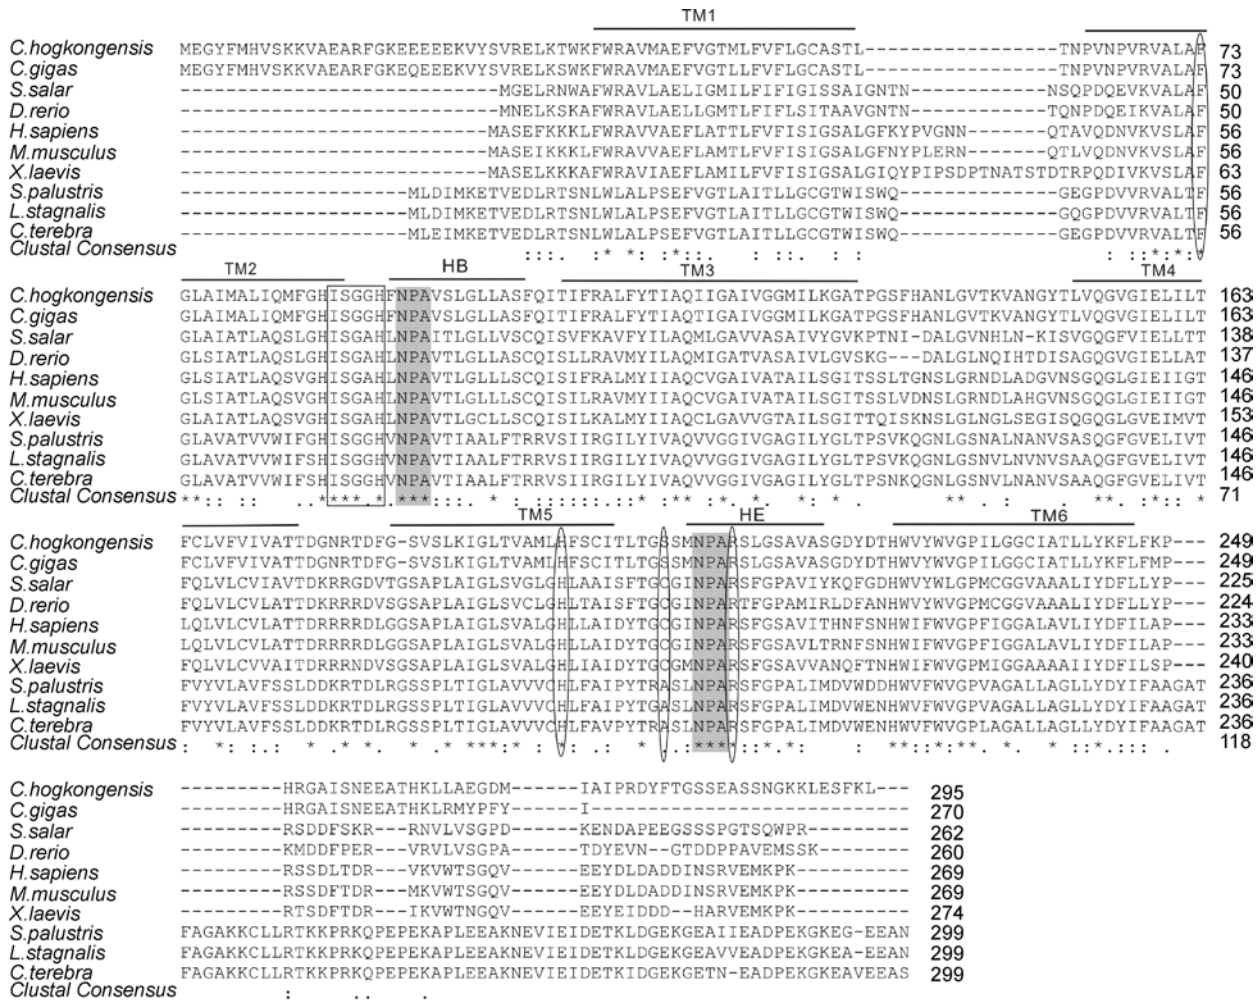 TM1
C.hogkongensis MEGYFMHVSKKVAEARFGKEEEEEKVYSVRELKTWKFWRAVMAEFVGTMLFVFLGCASTL----------------TNPVNPVRVALAF 73
C.gigas MEGYFMHVSKKVAEARFGKEQEEEKVYSVRELKSWKFWRAVMAEFVGTLLFVFLGCASTL----------------TNPVNPVRVALAF 73
S.salar ----------------------------MGELRNWAFWRAVLAELIGMILFIFIGISSAIGNTN------------NSQPDQEVKVALAF 50
D.rerio ----------------------------MNELKSKAFWRAVLAELLGMTLFIFLSITAAVGNTN------------TQNPDQEIKVALAF 50
H.sapiens --------------------------MASEFKKKLFWRAVVAEFLATTLFVFISIGSALGFKYPVGNN--------QTAVQDNVKVSLAF 56
M.musculus --------------------------MASEIKKKLFWRAVVAEFLAMTLFVFISIGSALGFNYPLERN--------QTLVQDNVKVSLAF 56
X.laevis --------------------------MASELKKKAFWRAVIAEFLAMILFVFISIGSALGIQYPIPSDPTNATSTDTRPQDIVKVSLAF 63
S.palustris -------------------MLDIMKETVEDLRTSNLWLALPSEFVGTLAITLLGCGTWISWQ-------------GEGPDVVRVALTF 56
L.stagnalis -------------------MLDIMKETVEDLRTSNLWLALPSEFVGTLAITLLGCGTWISWQ-------------GQGPDVVRVALTF 56
C.terebra -------------------MLEIMKETVEDLRTSNLWLALPSEFVGTLAITLLGCGTWISWQ-------------GEGPDVVRVALTF 56
Clustal Consensus :::. .:*:* .:*:. : :: .: : . ::*:*:* 
TM2 HB TM3 TM4
C.hogkongensis GLAIMALIQMFGHISGGHFNPAVSLGLLASFQITIFRALFYTIAQIIGAIVGGMILKGATPGSFHANLGVTKVANGYTLVQGVGIELILT 163
C.gigas GLAIMALIQMFGHISGGHFNPAVSLGLLASFQITIFRALFYTIAQTIGAIVGGMILKGATPGSFHANLGVTKVANGYTLVQGVGIELILT 163
S.salar GLAIATLAQSLGHISGAHLNPAITLGLLVSCQISVFKAVFYILAQMLGAVVASAIVYGVKPTNI-DALGVNHLN-KISVGQGFVIELLTT 138
D.rerio GLSIATLAQSLGHISGAHLNPAVTLGLLASCQISLLRAVMYILAQMIGATVASAIVLGVSKG---DALGLNQIHTDISAGQGVGIELLAT 137
H.sapiens GLSIATLAQSVGHISGAHLNPAVTLGLLLSCQISIFRALMYIIAQCVGAIVATAILSGITSSLTGNSLGRNDLADGVNSGQGLGIEIIGT 146
M.musculus GLSIATLAQSVGHISGAHLNPAVTLGLLLSCQISIFRALMYIIAQCVGAIVATAILSGITSSLVDNSLGRNDLAHGVNSGQGLGIEIIGT 146
X.laevis GLAIATLAQSVGHISGAHLNPAVTLGCLLSCQISILKALMYIIAQCLGAVVGTAILSGITTQISKNSLGLNGLSEGISQGQGLGVEIMVT 153
S.palustris GLAVATVVWIFGHISGGHVNPAVTIAALFTRRVSIIRGILYIVAQVVGGIVGAGILYGLTPSVKQGNLGSNALNANVSASQGFGVELIVT 146
L.stagnalis GLAVATVVWIFSHISGGHVNPAVTIAALFTRRVSIIRGILYIVAQVVGGIVGAGILYGLTPSVKQGNLGSNVLNVNVSAAQGFGVELIVT 146
C.terebra GLAVATVVWIFSHISGGHVNPAVTIAALFTRRVSIIRGILYIVAQVVGGIVGAGILYGLTPSVKQGNLGSNVLNANVSAAQGFGVELIVT 146
Clustal Consensus **:: :: ..****.*.***:::. * : :::::..:* :** :*. *. *: * . ** . : . **. :*:: * 71
TM5 HE TM6
C.hogkongensis FCLVFVIVATTDGNRTDFG-SVSLKIGLTVAMLHFSCITLTGSSMNPARSLGSAVASGDYDTHWVYWVGPILGGCIATLLYKFLFKP--- 249
C.gigas FCLVFVIVATTDGNRTDFG-SVSLKIGLTVAMLHFSCITLTGSSMNPARSLGSAVASGDYDTHWVYWVGPILGGCIATLLYKFLFMP--- 249
S.salar FQLVLCVIAVTDKRRGDVTGSAPLAIGLSVGLGHLAAISFTGCGINPARSFGPAVIYKQFGDHWVYWLGPMCGGVAAALIYDFLLYP--- 225
D.rerio FQLVLCVLATTDKRRRDVSGSAPLAIGLSVCLGHLTAISFTGCGINPARTFGPAMIRLDFANHWVYWVGPMCGGVAAALIYDFLLYP--- 224
H.sapiens LQLVLCVLATTDRRRRDLGGSAPLAIGLSVALGHLLAIDYTGCGINPARSFGSAVITHNFSNHWIFWVGPFIGGALAVLIYDFILAP--- 233
M.musculus LQLVLCVLATTDRRRRDLGGSAPLAIGLSVALGHLLAIDYTGCGINPARSFGSAVLTRNFSNHWIFWVGPFIGGALAVLIYDFILAP--- 233
X.laevis FQLVLCVVAITDRRRNDVSGSAPLAIGLSVALGHLIAIDYTGCGMNPARSFGSAVVANQFTNHWIFWVGPMIGGAAAAIIYDFILSP--- 240
S.palustris FVYVLAVFSSLDDKRTDLRGSSPLTIGLAVVVCHLFAIPYTRASLNPARSFGPALIMDVWDDHWVFWVGPVAGALLAGLLYDYIFAAGAT 236
L.stagnalis FVYVLAVFSSLDDKRTDLRGSSPLTIGLAVVVCHLFAIPYTGASLNPARSFGPALIMDVWDNHWVFWVGPVAGALLAGLLYDYIFAAGAT 236
C.terebra FVYVLAVFSSLDDKRTDLRGSSPLTIGLAVVVCHLFAVPYTRASLNPARSFGPALIMDVWENHWVFWVGPLAGALLAGLLYDYIFAAGAT 236
Clustal Consensus : *: :.: * .* *. * .* ***:* : *: .: * ..:****::*.*: : **::*:**. *. * ::*.::: . 118
C.hogkongensis ---------HRGAISNEEATHKLLAEGDM------IAIPRDYFTGSSEASSNGKKLESFKL--- 295
C.gigas ---------HRGAISNEEATHKLRMYPFY------I---------------------------- 270
S.salar ---------RSDDFSKR---RNVLVSGPD------KENDAPEEGSSSPGTSQWPR--------- 262
D.rerio ---------KMDDFPER---VRVLVSGPA------TDYEVN---GTDDPPAVEMSSK------- 260
H.sapiens ---------RSSDLTDR---VKVWTSGQV------EEYDLDADDINSRVEMKPK---------- 269
M.musculus ---------RSSDFTDR---MKVWTSGQV------EEYDLDADDINSRVEMKPK---------- 269
X.laevis ---------RTSDFTDR---IKVWTNGQV------EEYEIDDD--HARVEMKPK---------- 274
S.palustris FAGAKKCLLRTKKPRKQPEPEKAPLEEAKNEVIEIDETKLDGEKGEAIIEADPEKGKEG-EEAN 299
L.stagnalis FAGAKKCLLRTKKPRKQPEPEKAPLEEAKNEVIEIDETKLDGEKGEAVVEADPEKGKEA-EEAN 299
C.terebra FAGAKKCLLRTKKPRKQPEPEKAPLEEAKNEVIEIDETKIDGEKGETN-EADPEKGKEAVEEAS 299
Clustal Consensus : .. .